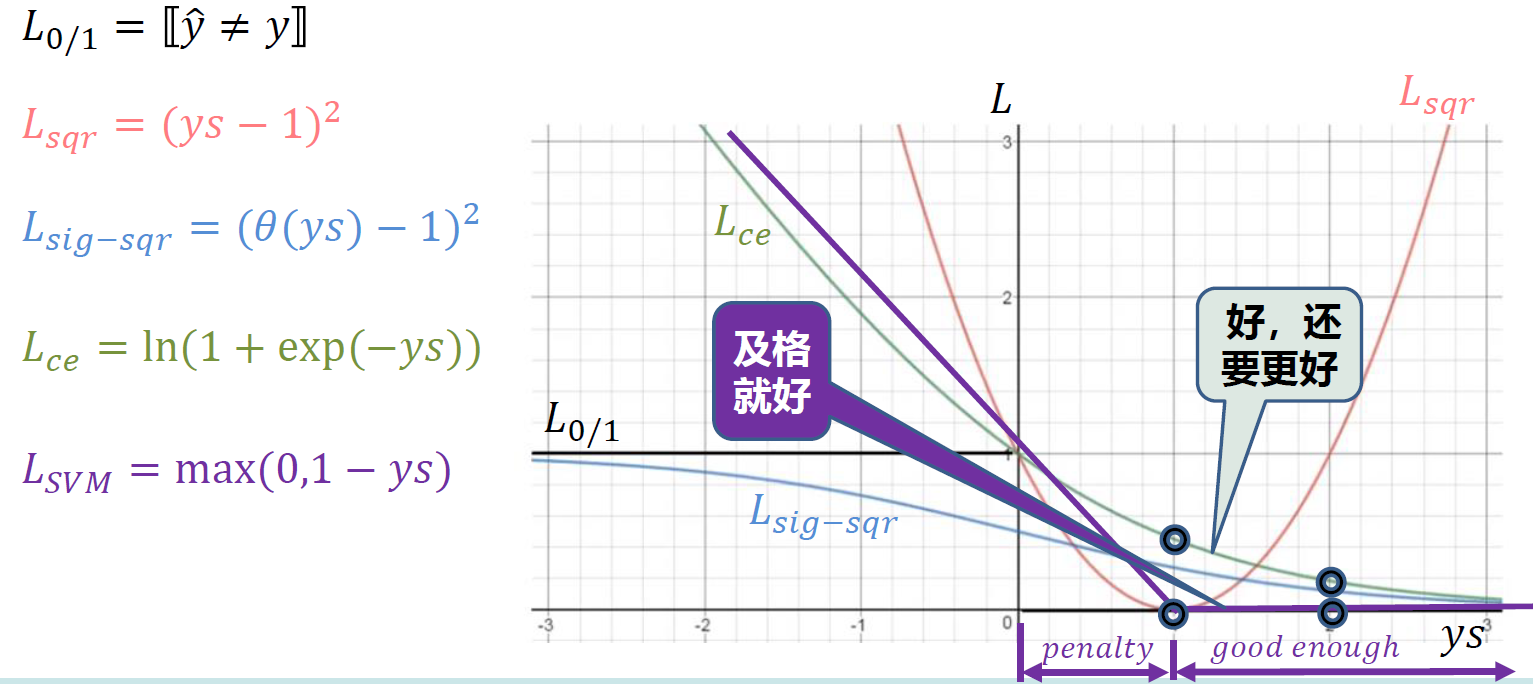 L_{0/1} = ⟦ŷ ≠ y⟧
L_{sqr} = (ys − 1)^2
L_{sig−sqr} = (θ(ys) − 1)^2
L_{ce} = ln(1 + exp(−ys))
L_{SVM} = max(0,1 − ys)
L
L_{sqr}
3
L_{ce}
2
好，还
要更好
及格
就好
L_{0/1}
1
L_{sig−sqr}
-3
-2
-1
0
2
3
ys
penalty
good enough